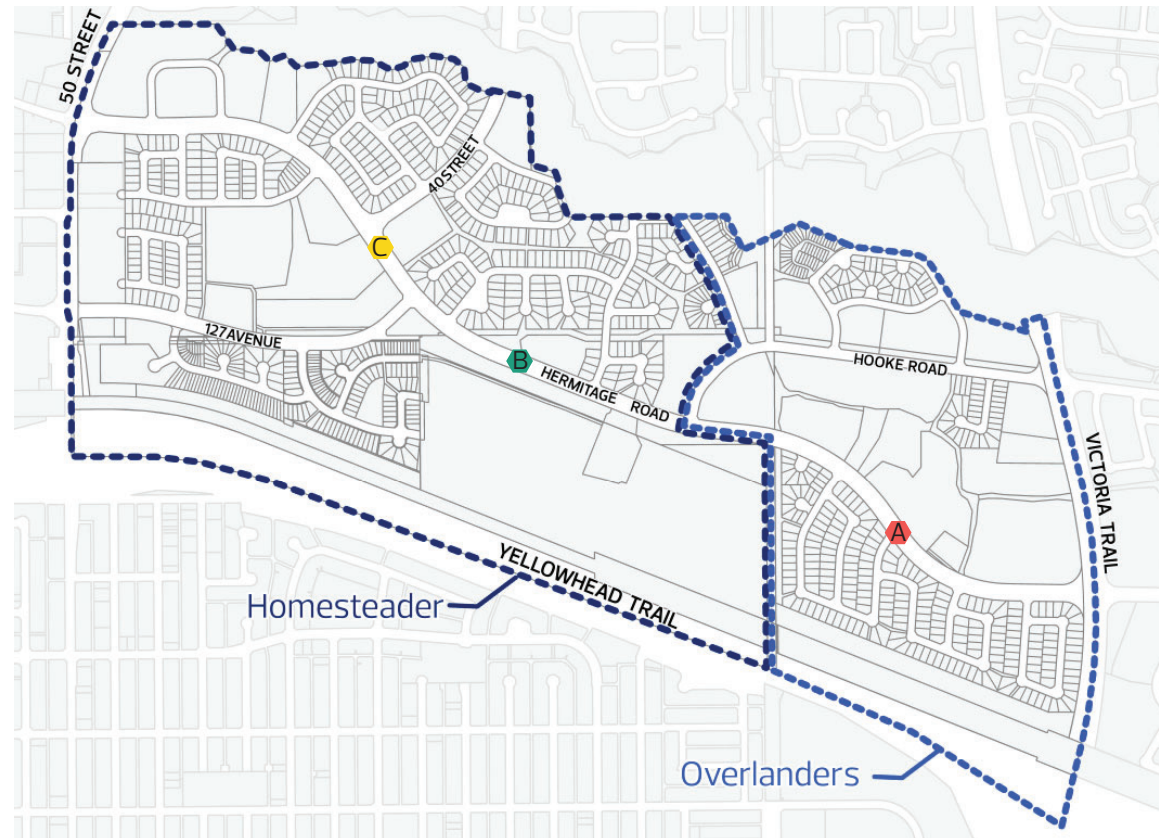 50 STREET
40 STREET
C
127 AVENUE
B
HERMITAGE ROAD
HOOKE ROAD
VICTORIA TRAIL
A
YELLOWHEAD TRAIL
Homesteader
Overlanders